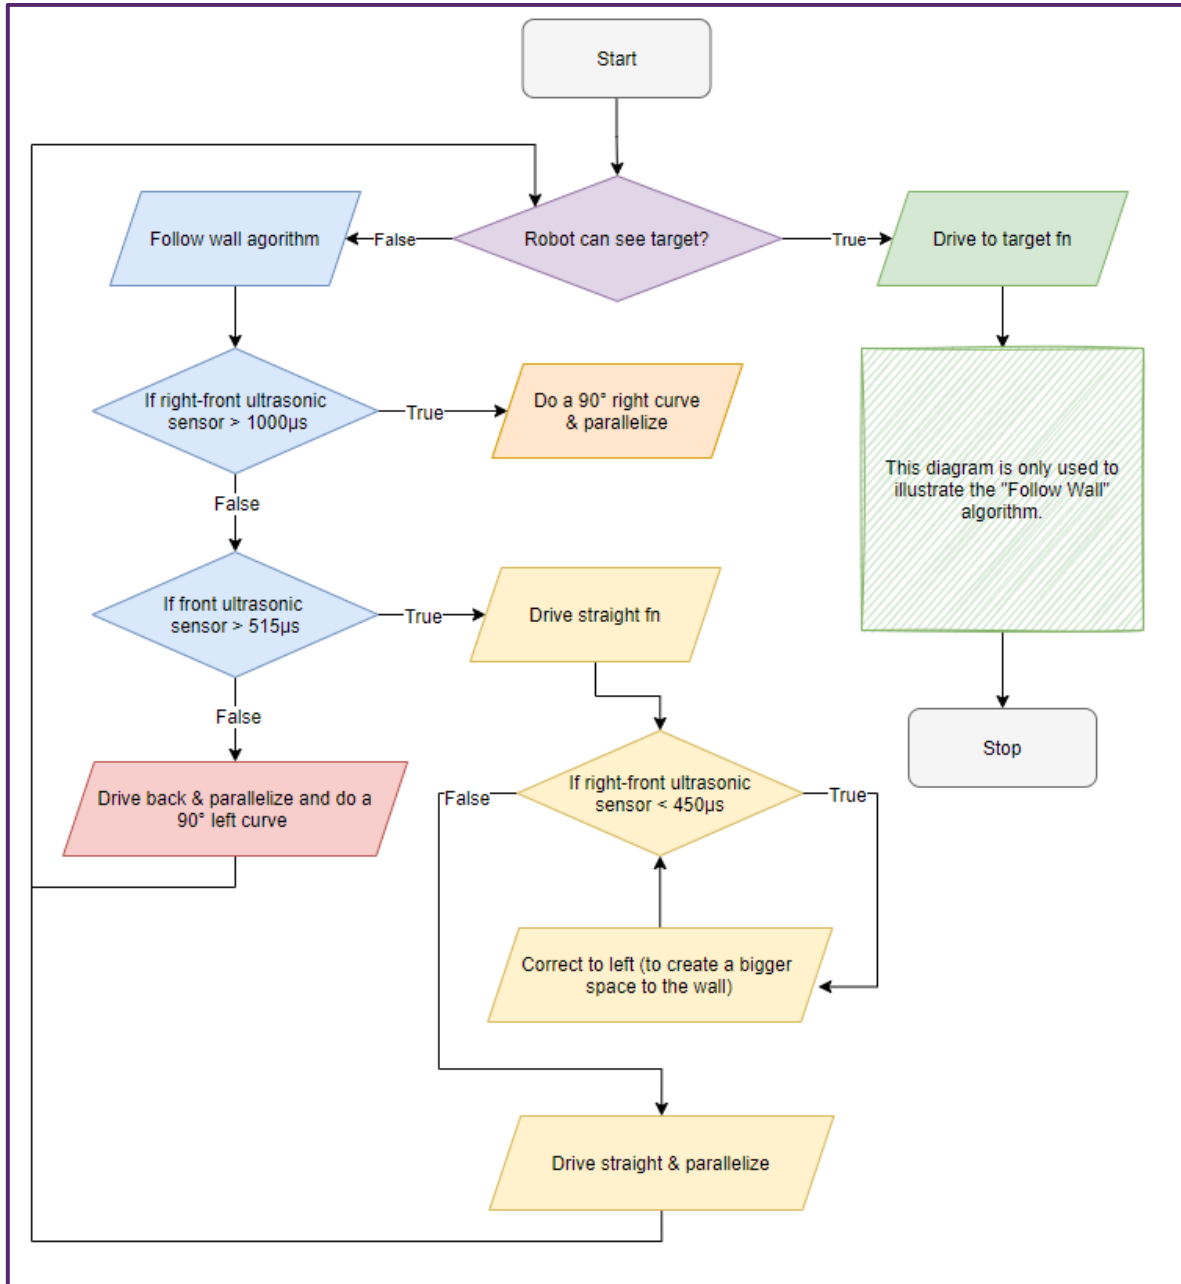 Start
Robot can see target?
False
True
Follow wall agorithm
Drive to target fn
If right-front ultrasonic
sensor > 1000µs
True
Do a 90° right curve
& parallelize
False
This diagram is only used to
illustrate the "Follow Wall"
algorithm.
If front ultrasonic
sensor > 515µs
True
Drive straight fn
False
Stop
Drive back & parallelize and do a
90° left curve
If right-front ultrasonic
sensor < 450µs
False
True
Correct to left (to create a bigger
space to the wall)
Drive straight & parallelize